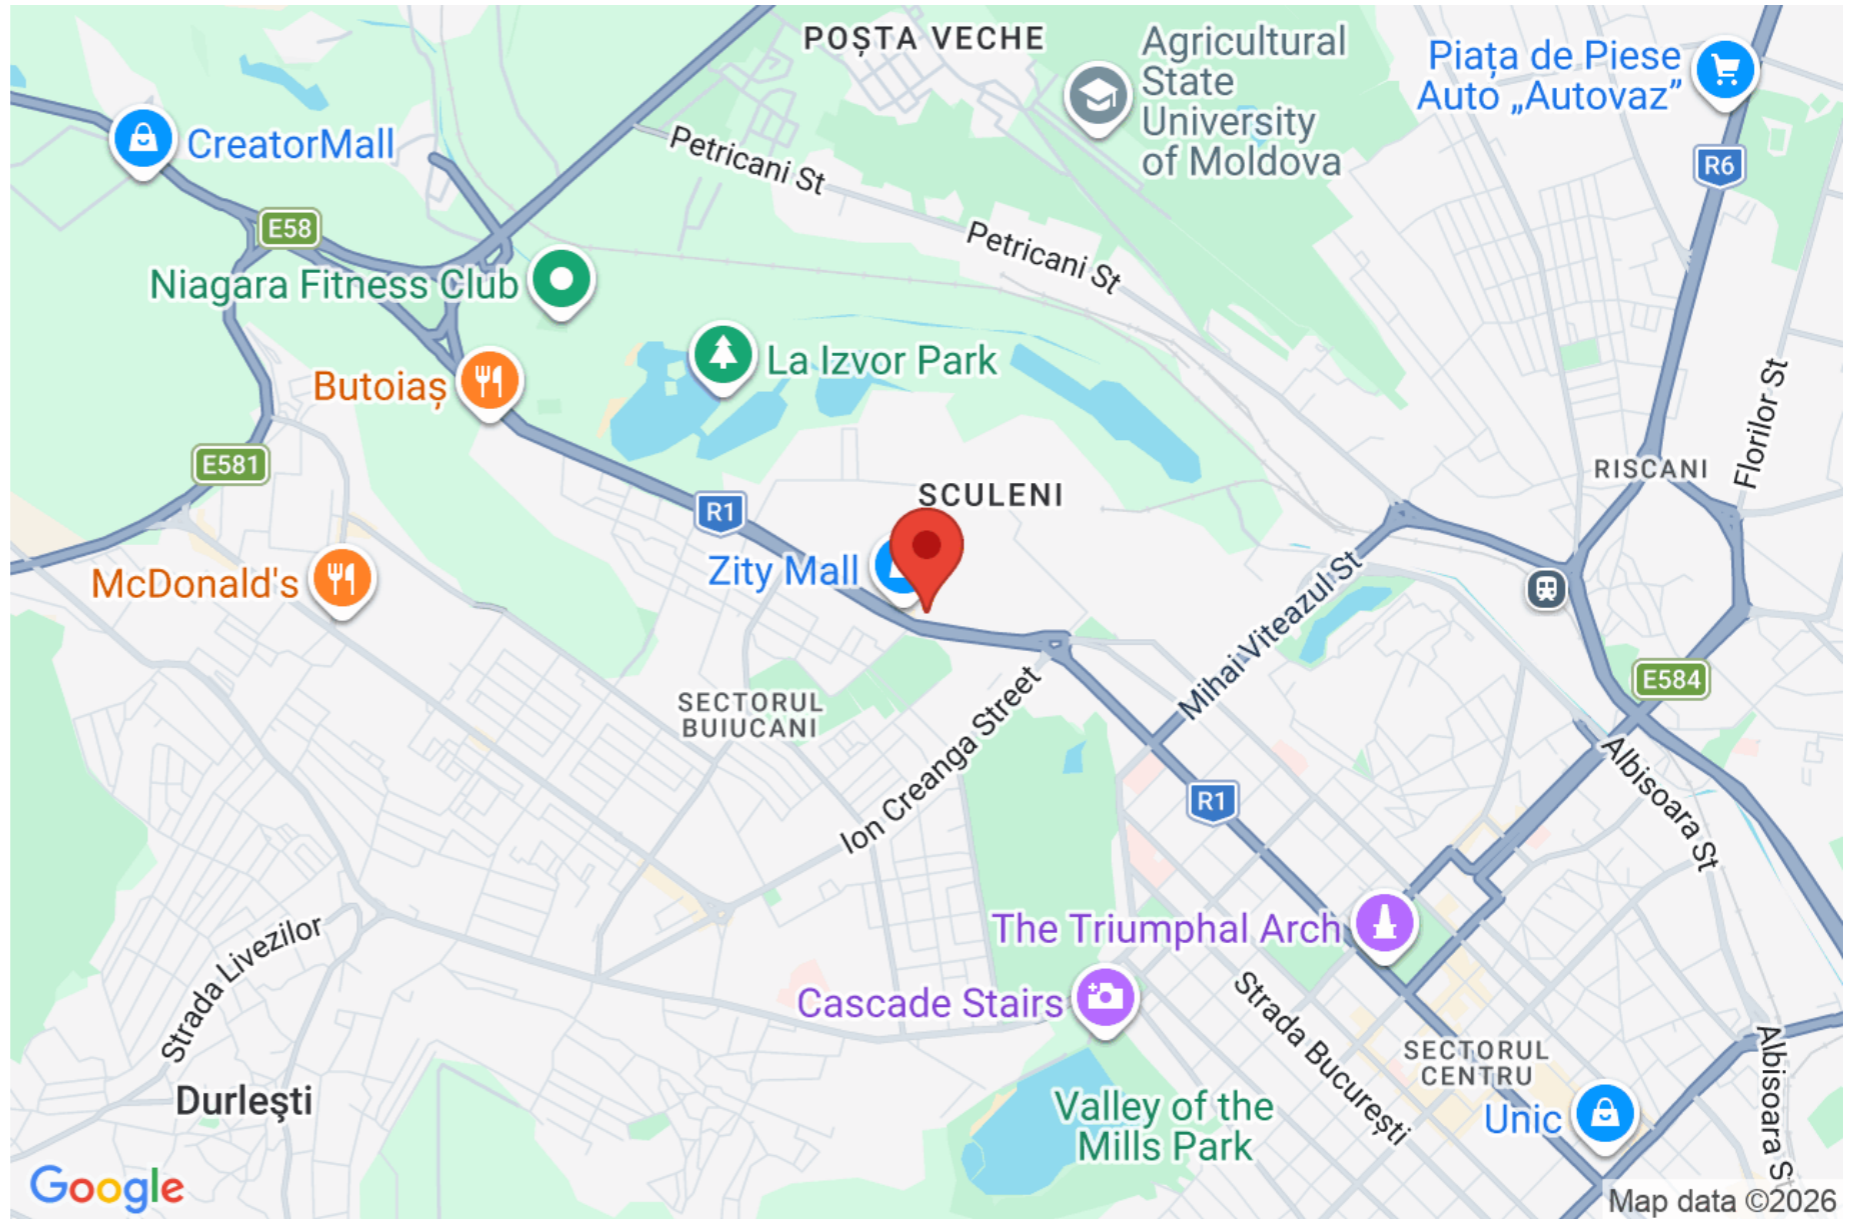 POȘTA VECHE
Agricultural
State
University
of Moldova
Piața de Piese
Auto „Autovaz”
CreatorMall
Petricani St
R6
E58
Petricani St
Niagara Fitness Club
La Izvor Park
Butoiaș
Florilor St
E581
RISCANI
SCULENI
R1
Zity Mall
McDonald's
Mihai Viteazul St
E584
SECTORUL
BUIUCANI
Ion Creanga Street
Albisoara St
R1
The Triumphal Arch
Strada Livezilor
Cascade Stairs
Strada București
SECTORUL
CENTRU
Albisoara S
Durleşti
Valley of the
Mills Park
Unic
Google
Map data ©2026